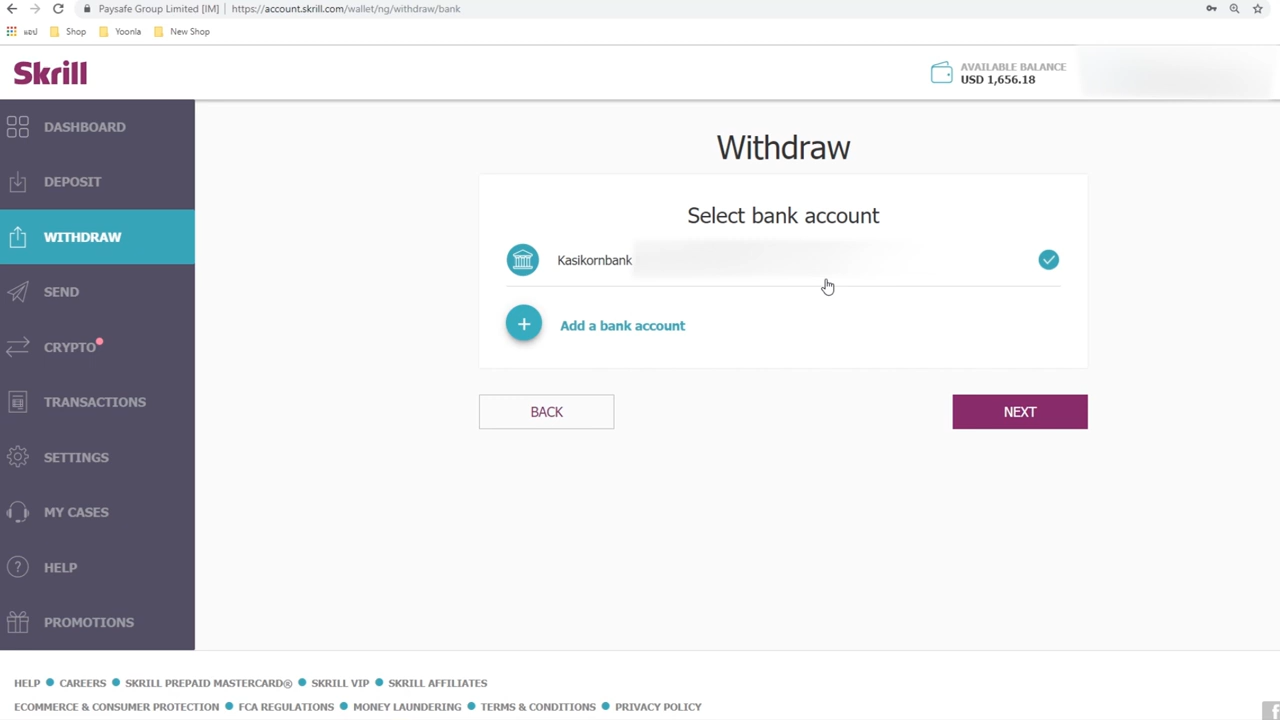 Paysafe Group Limited [IM] | https://account.skrill.com/wallet/ng/withdraw/bank
แอป Shop Yoonla New Shop
Skrill
AVAILABLE BALANCE
USD 1,656.18
DASHBOARD
DEPOSIT
WITHDRAW
SEND
CRYPTO
TRANSACTIONS
SETTINGS
MY CASES
HELP
PROMOTIONS
Withdraw
Select bank account
Kasikornbank
Add a bank account
BACK NEXT
HELP CAREERS SKRILL PREPAID MASTERCARD® SKRILL VIP SKRILL AFFILIATES
ECOMMERCE & CONSUMER PROTECTION FCA REGULATIONS MONEY LAUNDERING TERMS & CONDITIONS PRIVACY POLICY